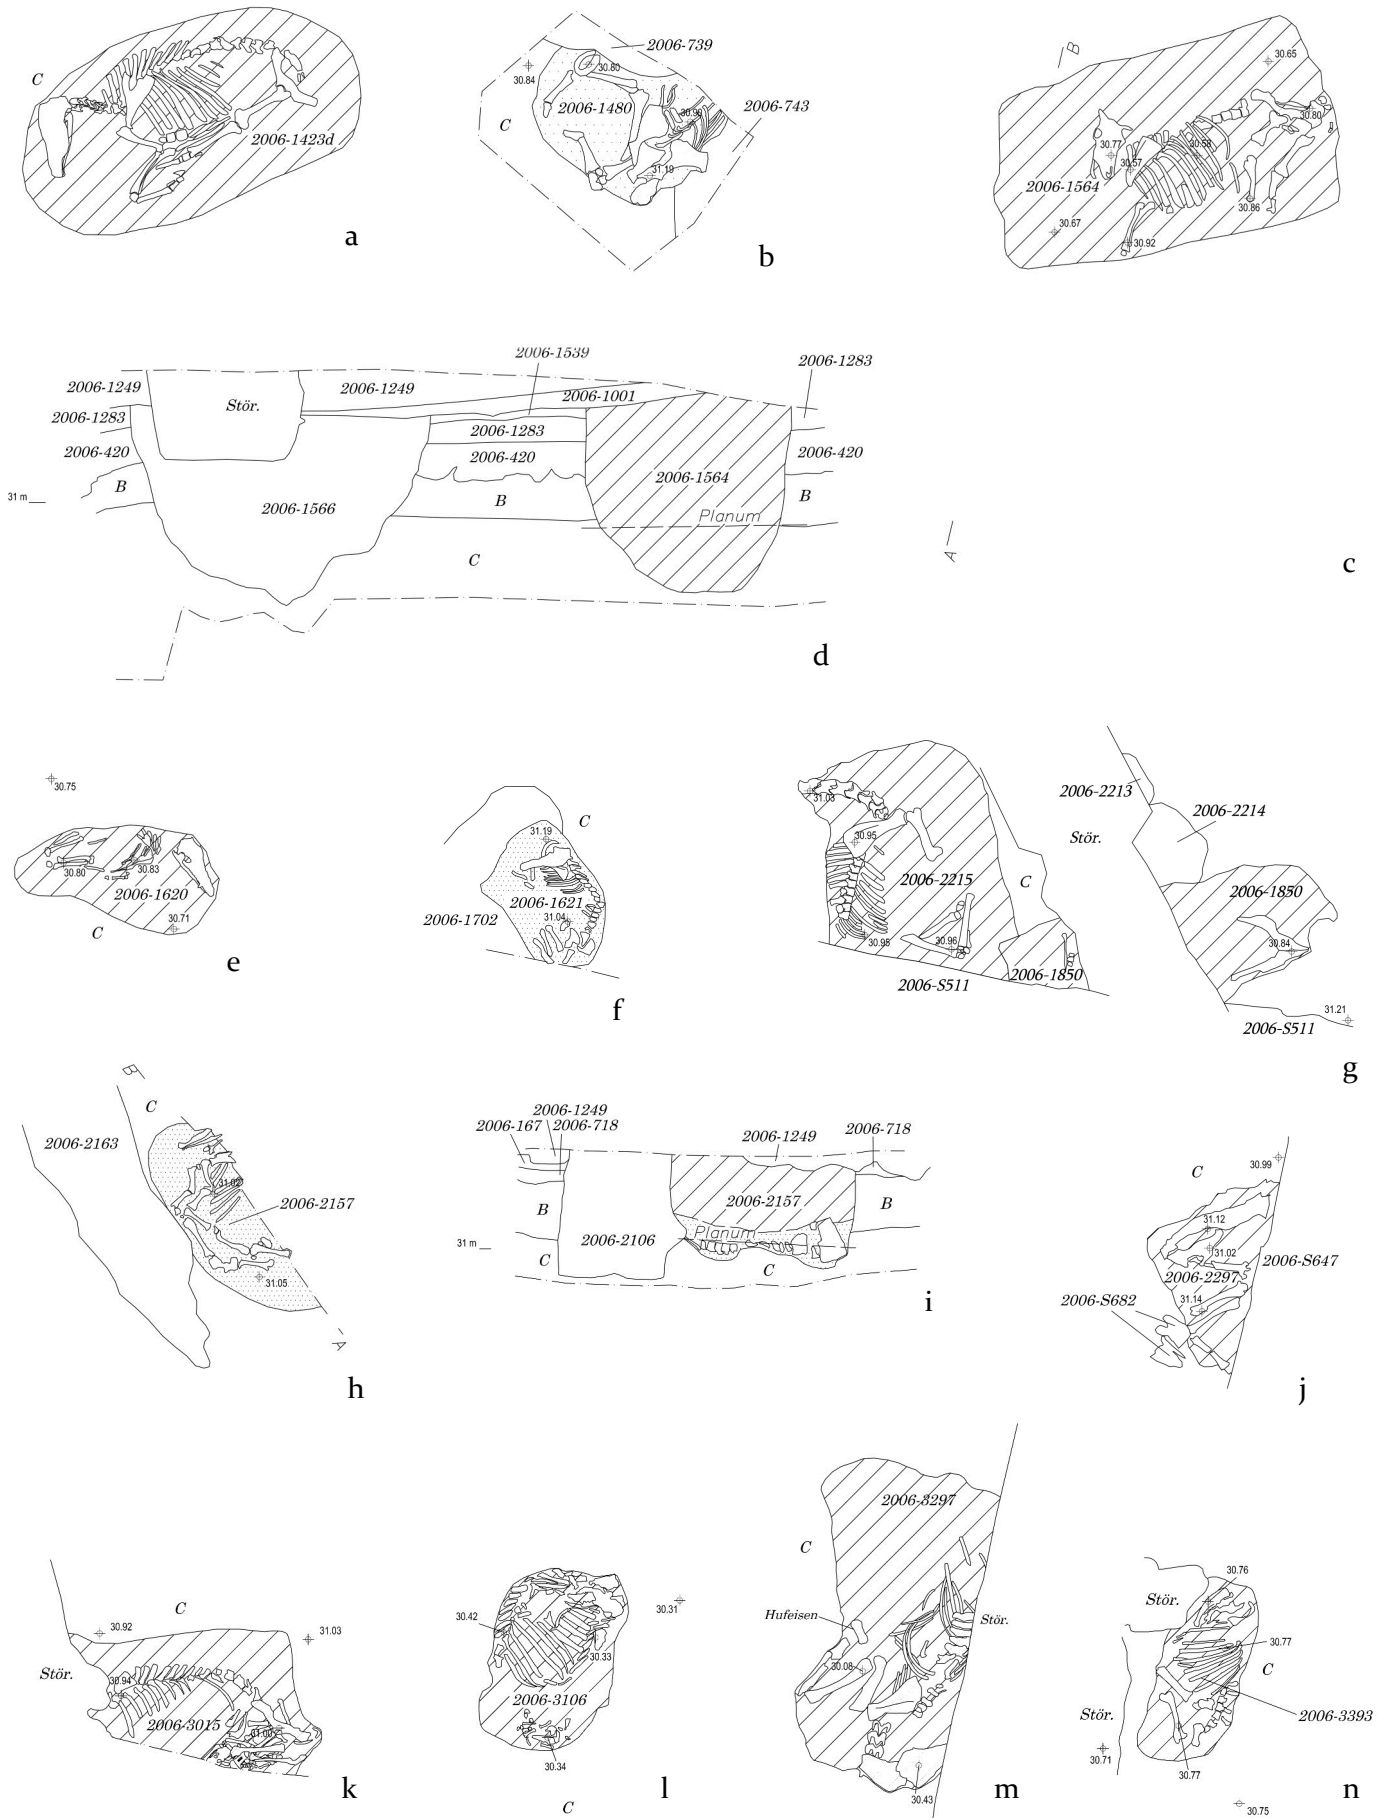 C
2006-1423d
a
2006-739
30.84
30.80
2006-1480
30.90
2006-743
C
31.19
b
B
30.65
30.80
30.77
30.57
30.58
2006-1564
30.86
30.67
30.92
A
c
2006-1539
2006-1283
2006-1249
2006-1249
Stör.
2006-1001
2006-1283
2006-1283
2006-420
2006-420
2006-420
2006-1564
B
31 m
B
B
2006-1566
Planum
C
d
30.75
30.80
30.83
2006-1620
30.71
C
e
31.19
C
2006-1621
2006-1702
31.04
f
31.03
2006-2213
2006-2214
Stör.
30.95
2006-2215
C
2006-1850
30.95
30.96
30.84
2006-1850
2006-S511
31.21
2006-S511
g
B
C
2006-2163
31.02
2006-2157
31.05
A
h
2006-1249
2006-167
2006-718
2006-1249
2006-718
2006-2157
B
B
Planum
31 m
2006-2106
C
C
i
C
30.99
31.12
31.02
2006-S647
2006-2297
2006-S682
31.14
j
C
30.92
31.03
Stör.
30.94
2006-3015
31.00
k
30.42
30.31
30.33
2006-3106
30.34
C
l
2006-3297
C
Hufeisen
Stör.
30.08
30.43
m
30.76
Stör.
30.77
C
2006-3393
Stör.
30.71
30.77
30.75
n